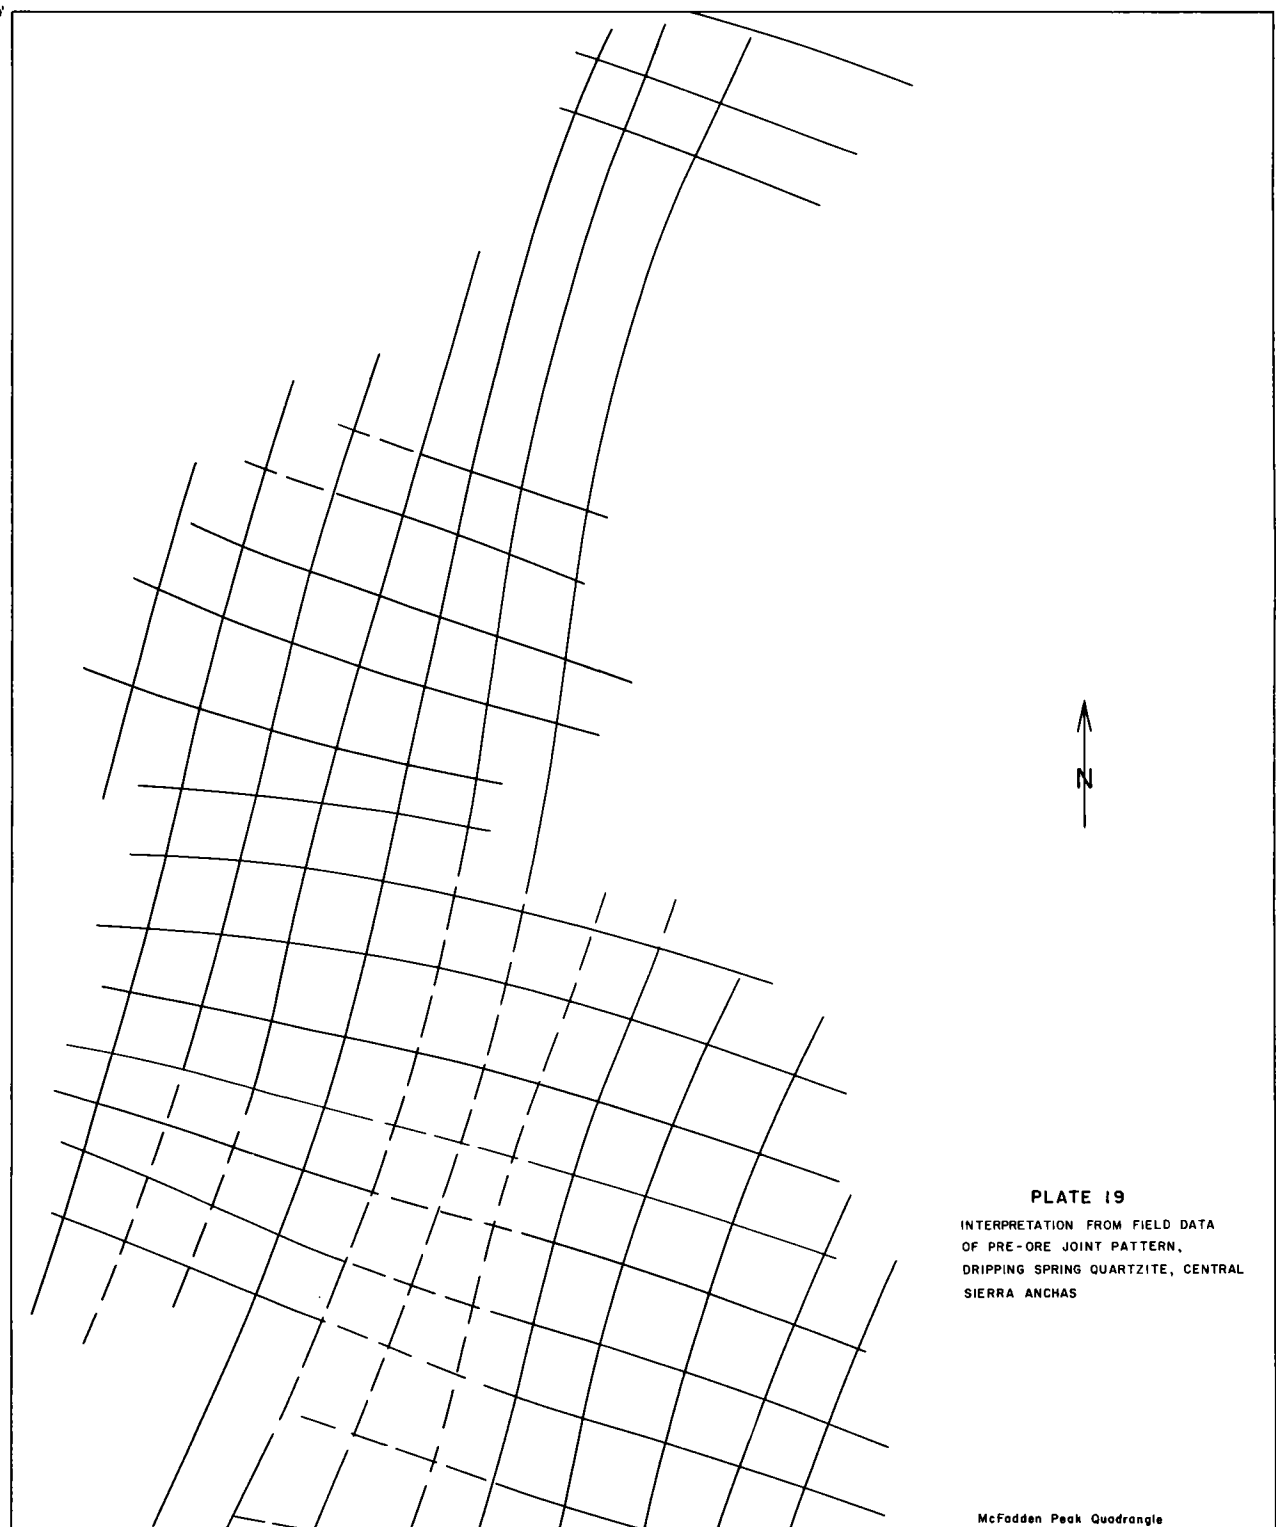 N
PLATE 19
INTERPRETATION FROM FIELD DATA
OF PRE-ORE JOINT PATTERN,
DRIPPING SPRING QUARTZITE, CENTRAL
SIERRA ANCHAS
McFadden Peak Quadrangle